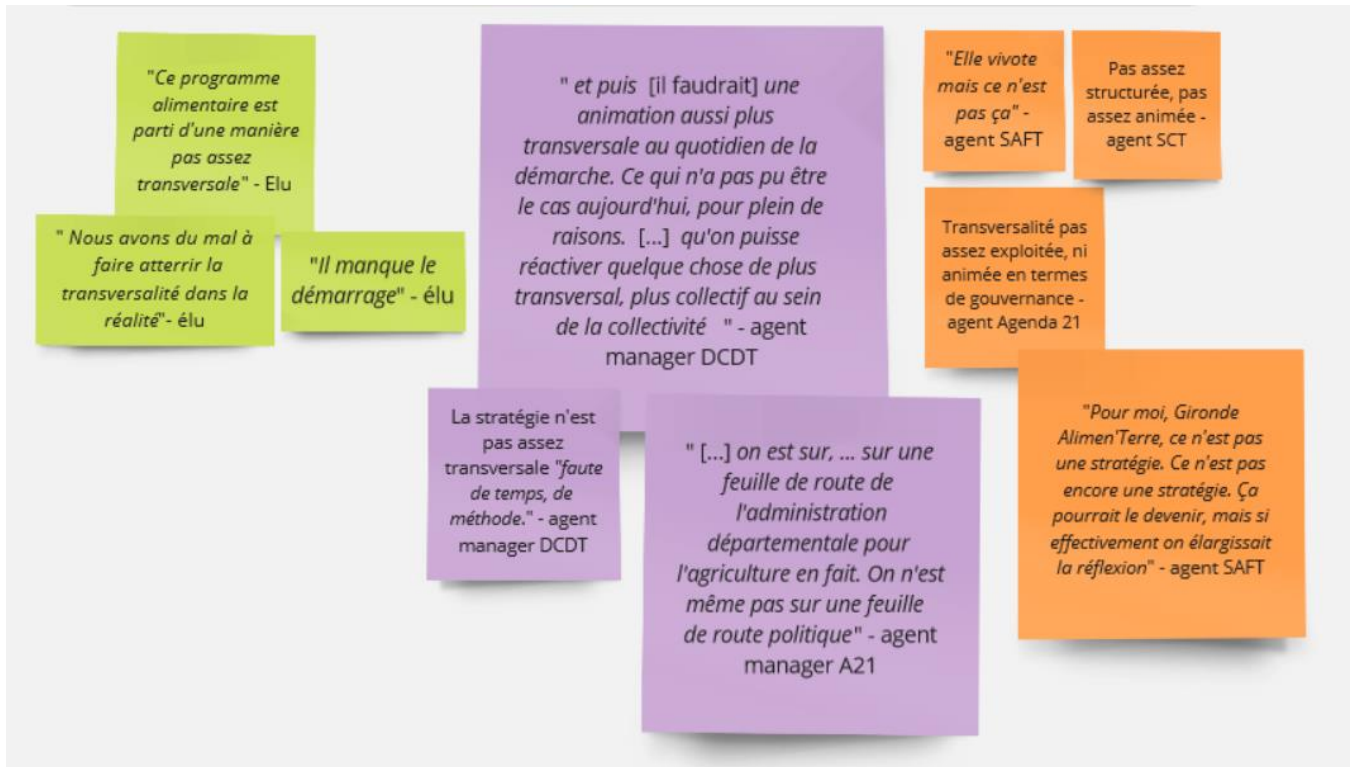 "Ce programme
alimentaire est
parti d'une manière
pas assez
transversale" - Elu
" Nous avons du mal à
faire atterrir la
transversalité dans la
réalité"- élu
"Il manque le
démarrage" - élu
" et puis [il faudrait] une
animation aussi plus
transversale au quotidien de la
démarche. Ce qui n'a pas pu être
le cas aujourd'hui, pour plein de
raisons. [...] qu'on puisse
réactiver quelque chose de plus
transversal, plus collectif au sein
de la collectivité " - agent
manager DCDT
La stratégie n'est
pas assez
transversale "faute
de temps, de
méthode." - agent
manager DCDT
" [...] on est sur, ... sur une
feuille de route de
l'administration
départementale pour
l'agriculture en fait. On n'est
même pas sur une feuille
de route politique" - agent
manager A21
"Elle vivote
mais ce n'est
pas ça" -
agent SAFT
Pas assez
structurée, pas
assez animée -
agent SCT
Transversalité pas
assez exploitée, ni
animée en termes
de gouvernance -
agent Agenda 21
"Pour moi, Gironde
Alimen'Terre, ce n'est pas
une stratégie. Ce n'est pas
encore une stratégie. Ça
pourrait le devenir, mais si
effectivement on élargissait
la réflexion" - agent SAFT